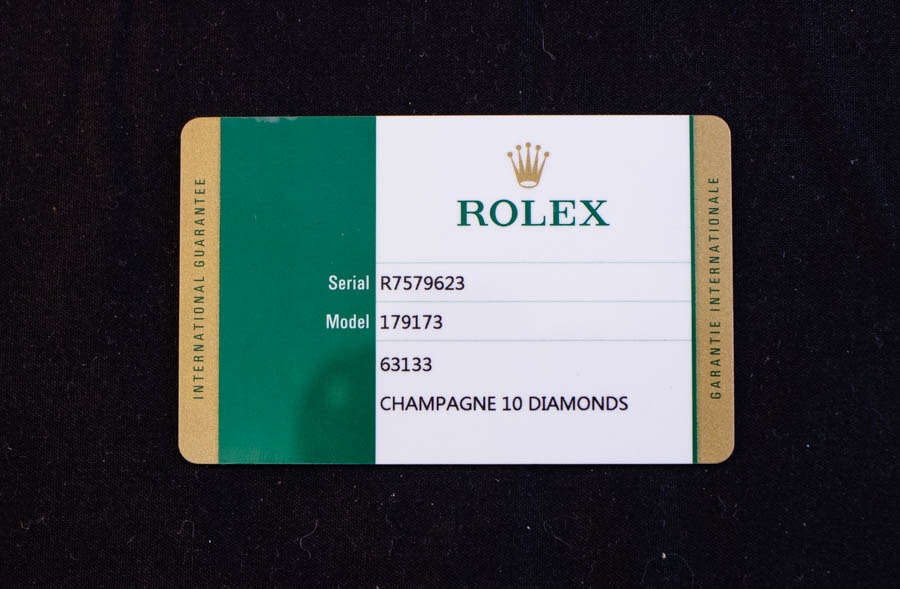 INTERNATIONAL GUARANTEE
ROLEX
Serial R7579623
Model 179173
63133
CHAMPAGNE 10 DIAMONDS
GARANTIE INTERNATIONALE